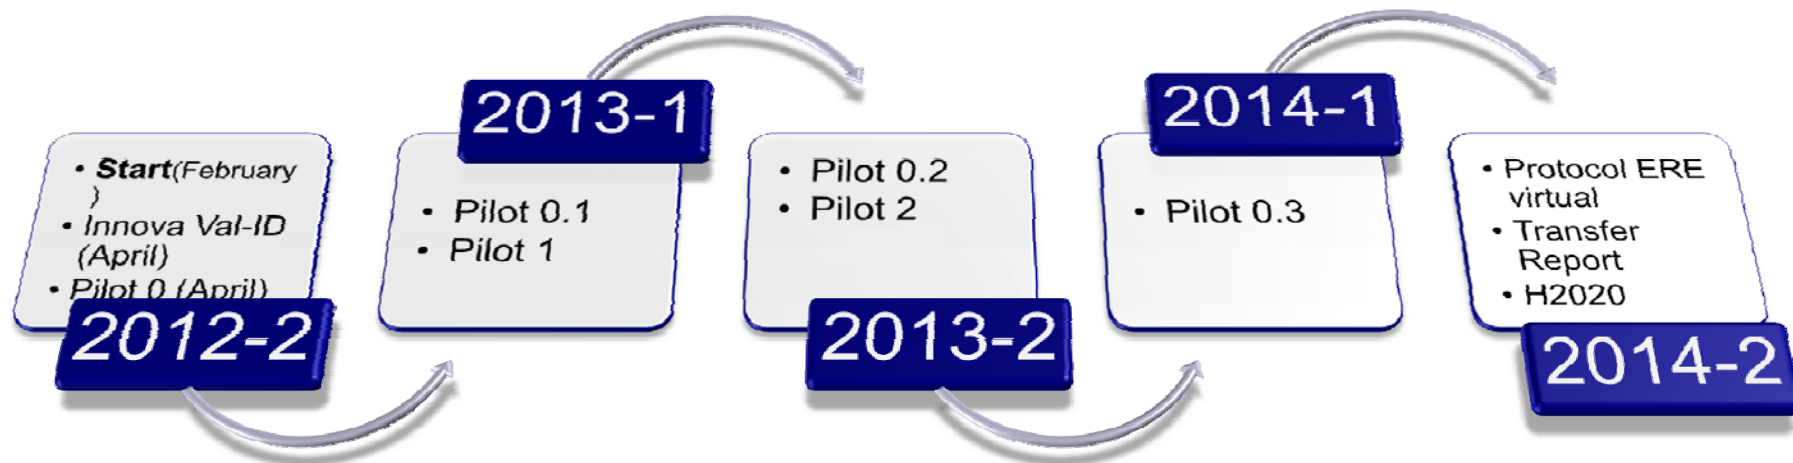 • Start(February
)
• Innova Val-ID
(April)
• Pilot 0 (April)
2012-2
2013-1
• Pilot 0.1
• Pilot 1
• Pilot 0.2
• Pilot 2
2013-2
2014-1
• Pilot 0.3
• Protocol ERE
virtual
• Transfer
Report
• H2020
2014-2